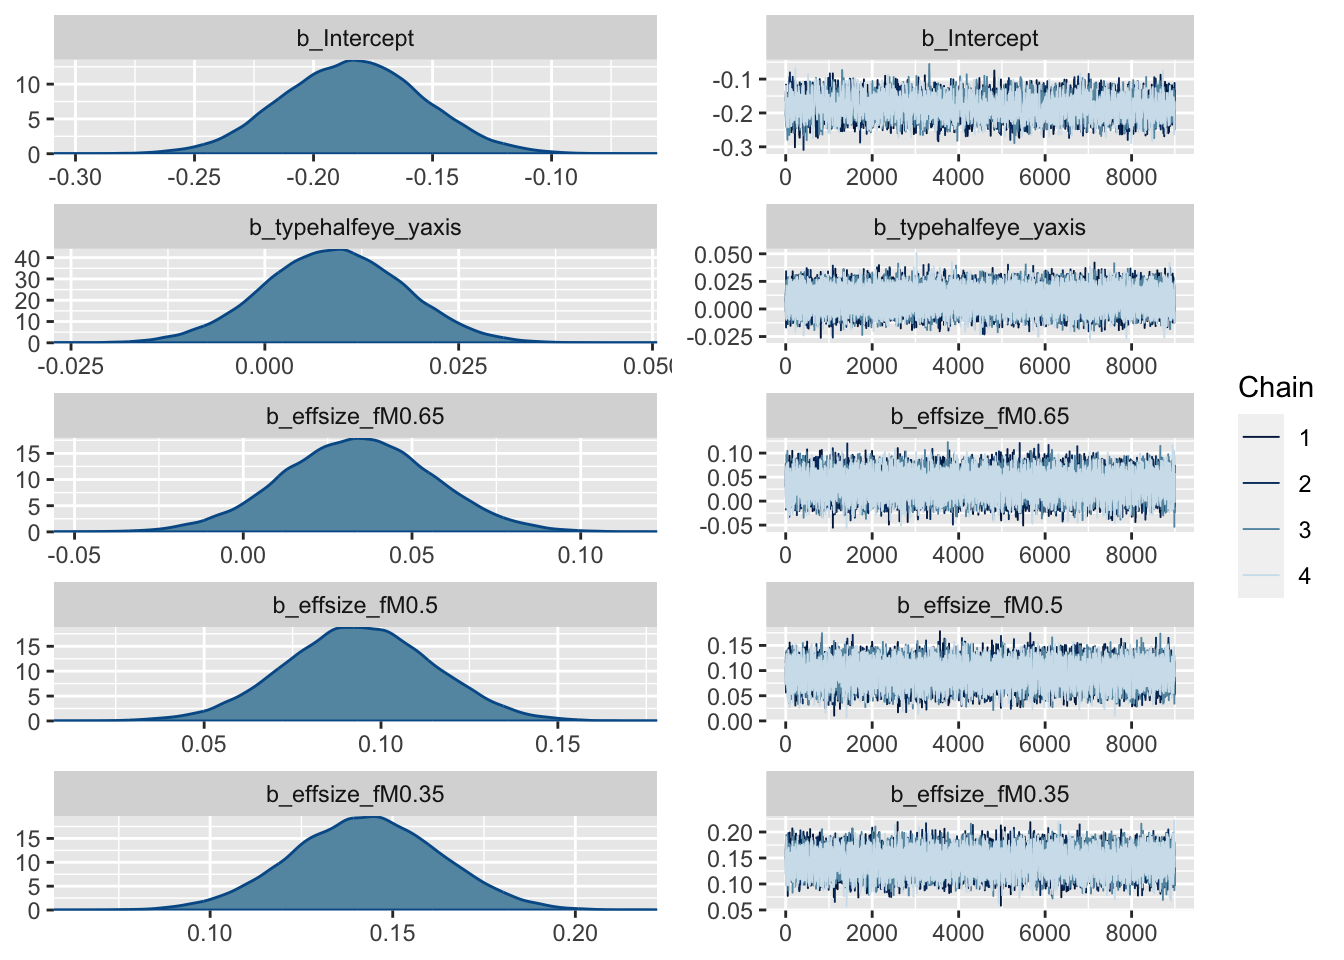 b_Intercept
10
5
0
-0.30 -0.25 -0.20 -0.15 -0.10
b_Intercept
-0.1
-0.2
-0.3
0 2000 4000 6000 8000
b_typehalfeye_yaxis
40
30
20
10
0
-0.025 0.000 0.025 0.050
b_typehalfeye_yaxis
0.050
0.025
0.000
-0.025
0 2000 4000 6000 8000
b_effsize_fM0.65
15
10
5
0
-0.05 0.00 0.05 0.10
b_effsize_fM0.65
0.10
0.05
0.00
-0.05
0 2000 4000 6000 8000
b_effsize_fM0.5
15
10
5
0
0.05 0.10 0.15
b_effsize_fM0.5
0.15
0.10
0.05
0.00
0 2000 4000 6000 8000
b_effsize_fM0.35
15
10
5
0
0.10 0.15 0.20
b_effsize_fM0.35
0.20
0.15
0.10
0.05
0 2000 4000 6000 8000
Chain
1
2
3
4